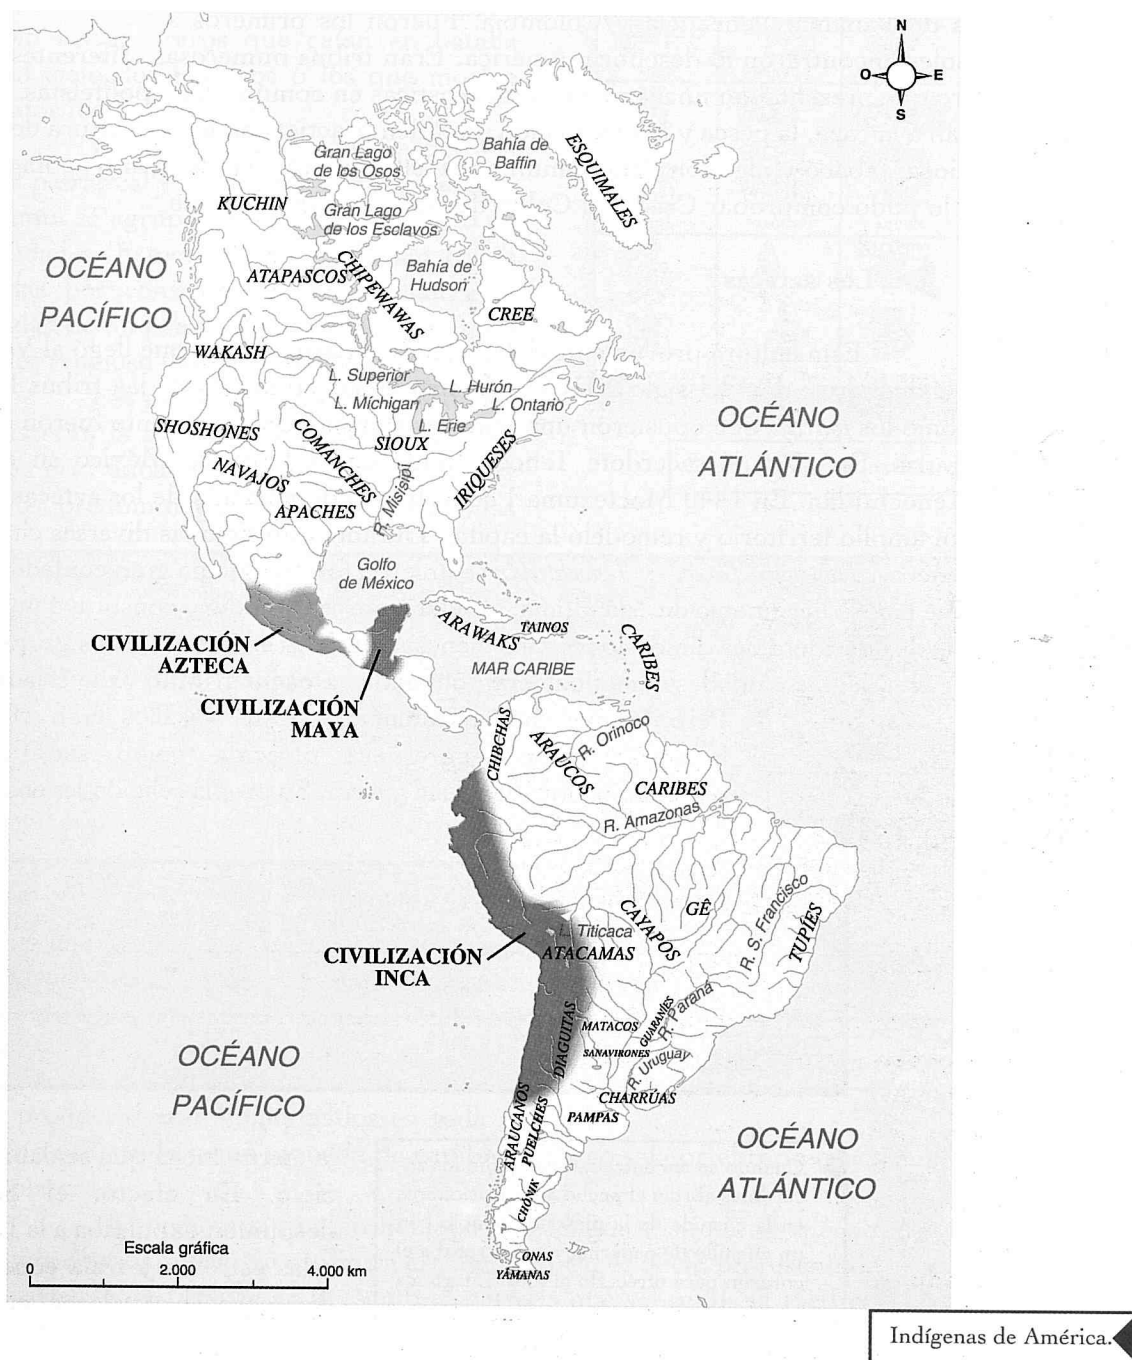 N
O
E
S
Gran Lago
de los Osos
Bahía de
Baffin
ESQUIMALES
KUCHIN
Gran Lago
de los Esclavos
OCÉANO
PACÍFICO
ATAPASCOS
CHIPEWAWAS
Bahía de
Hudson
CREE
WAKASH
L. Superior
L. Hurón
L. Míchigan
L. Ontario
L. Erie
OCÉANO
ATLÁNTICO
SHOSHONES
COMANCHES
SIOUX
IRIQUESES
NAVAJOS
APACHES
R. Misisipí
Golfo
de México
CIVILIZACIÓN
AZTECA
ARAWAKS
TAINOS
CARIBES
MAR CARIBE
CIVILIZACIÓN
MAYA
CHIBCHAS
ARAUCOS
R. Orinoco
CARIBES
R. Amazonas
CAYAPOS
GÊ
R. S. Francisco
TUPÍES
L. Titicaca
ATACAMAS
CIVILIZACIÓN
INCA
DIAGUITAS
MATACOS
GUARANÍES
R. Paraná
SANAVIRONES
R. Uruguay
OCÉANO
PACÍFICO
CHARRÚAS
PAMPAS
ARAUCANOS
PUELCHES
OCÉANO
ATLÁNTICO
CHÓNIK
ONAS
YÁMANAS
Escala gráfica
0
2.000
4.000 km
Indígenas de América.